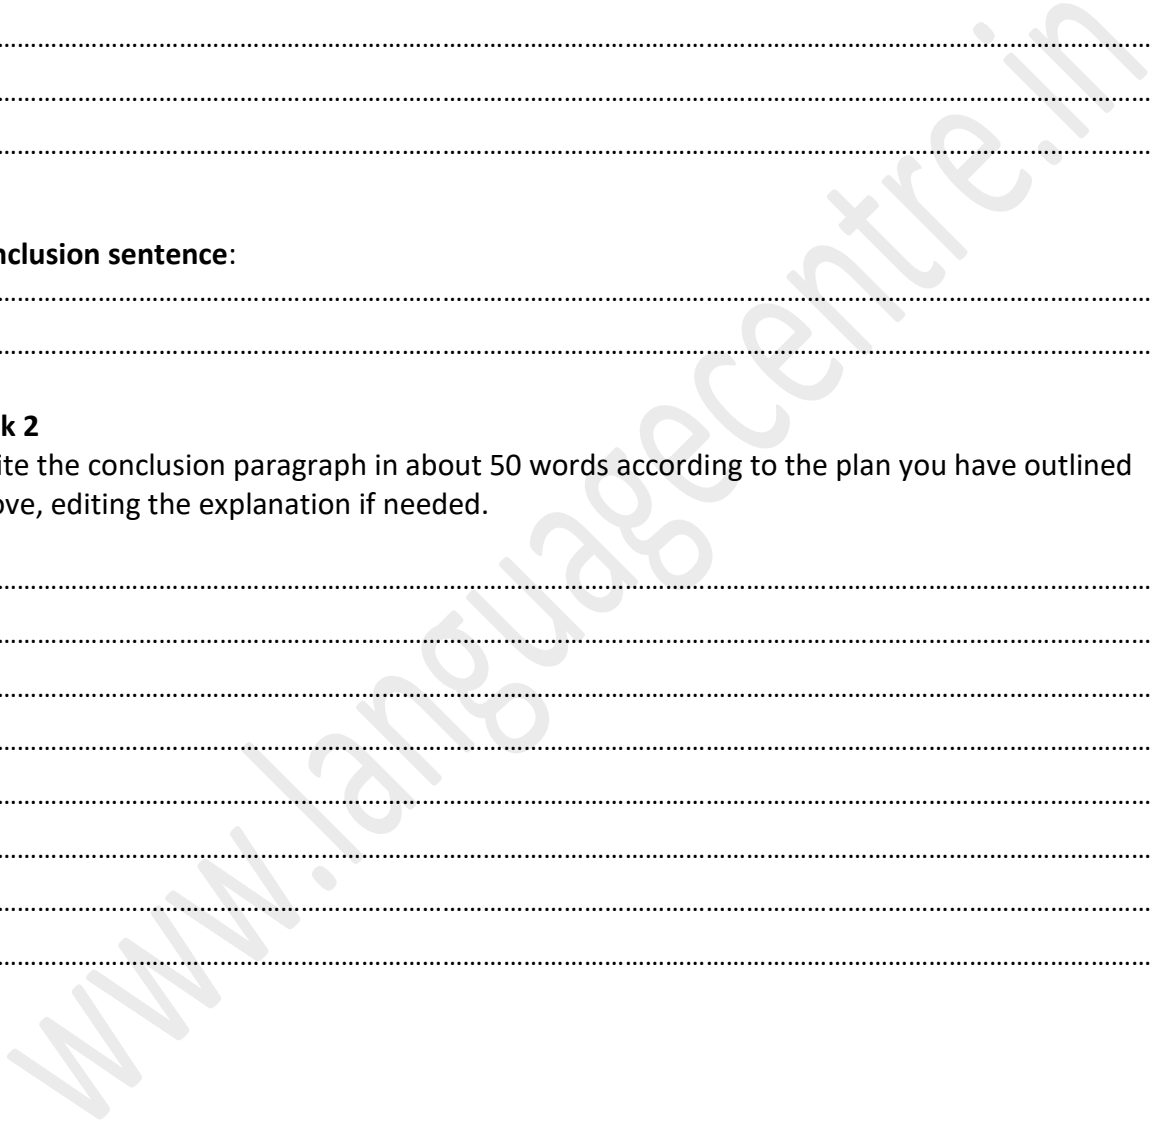 nclusion sentence:
k 2
ite the conclusion paragraph in about 50 words according to the plan you have outlined
ove, editing the explanation if needed.
www.languagecentre.in